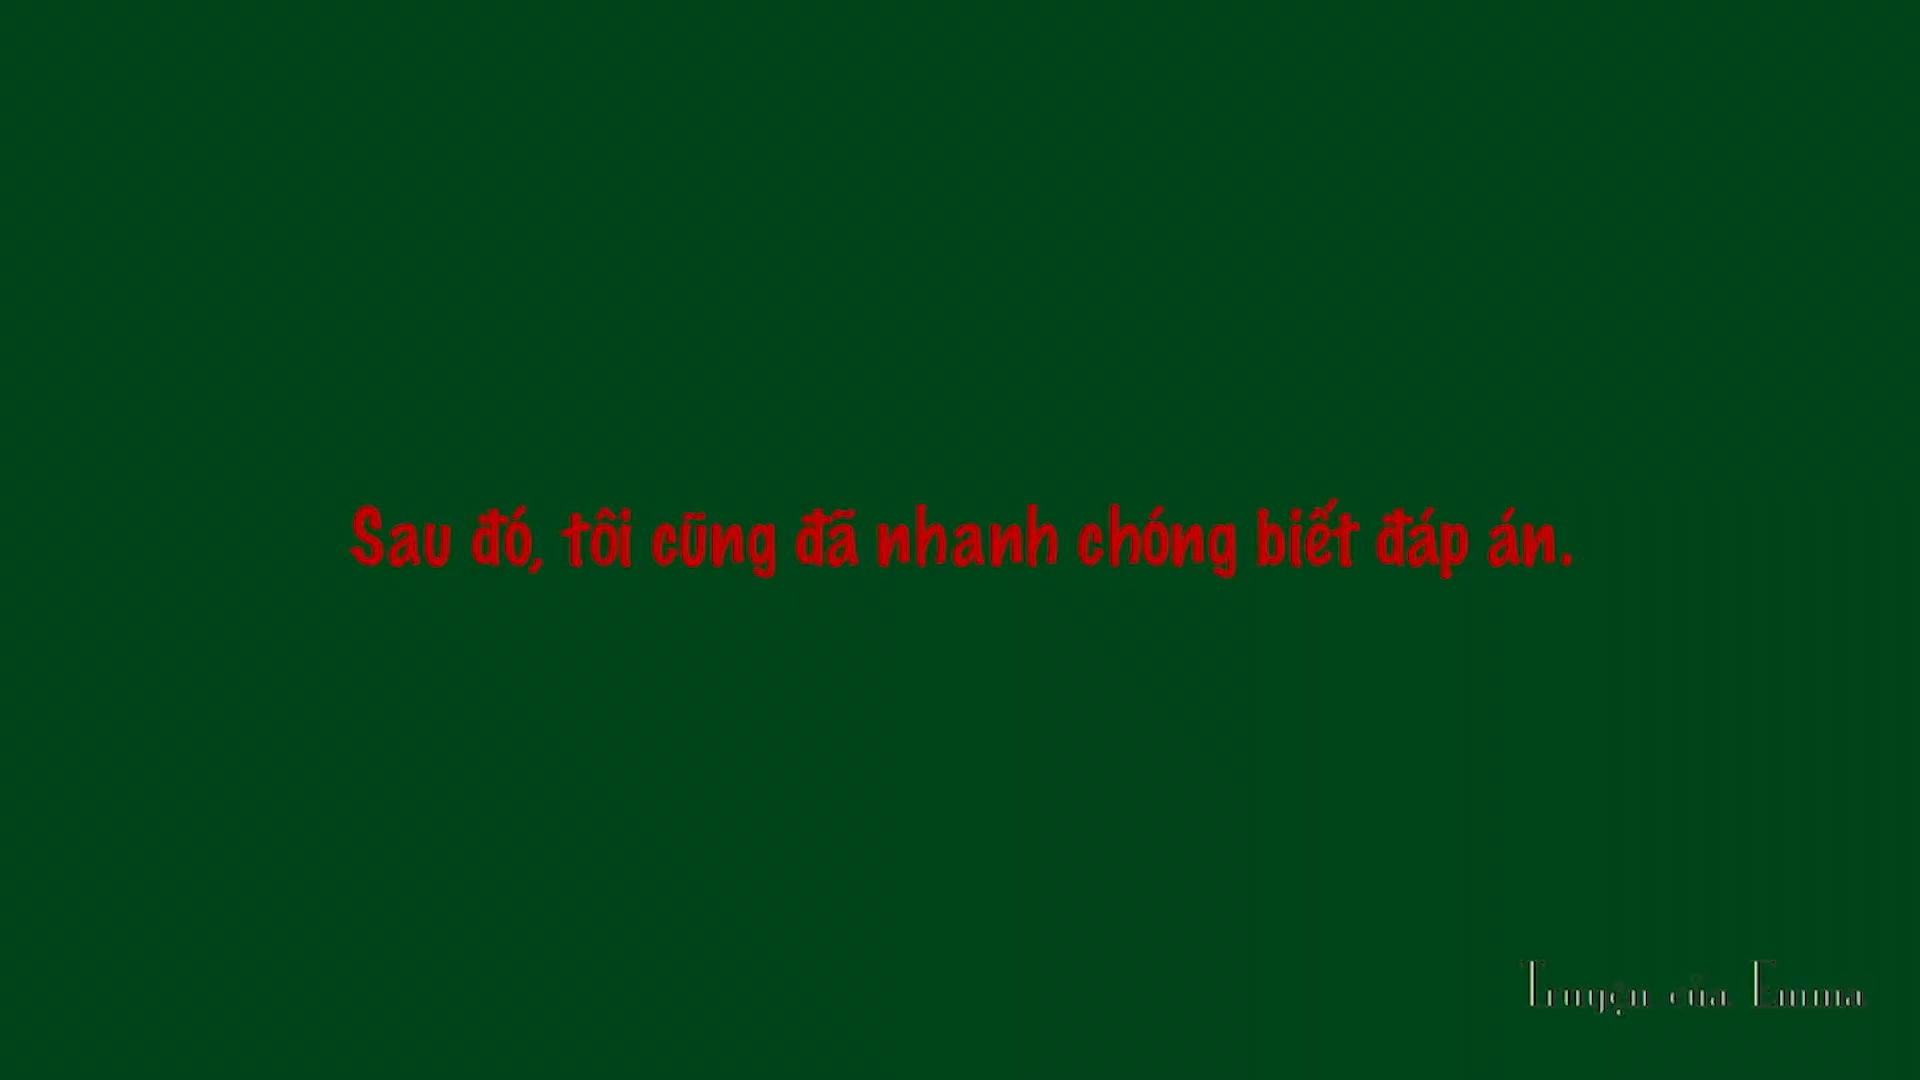 Sau đó, tôi cũng đã nhanh chóng biết đáp án.
Truyện của Emma